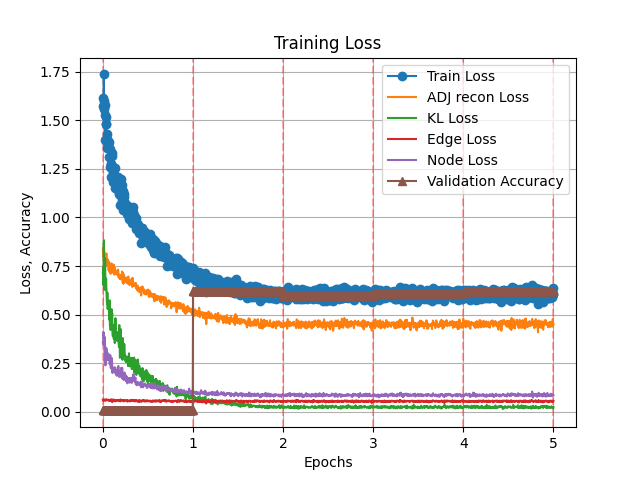 Training Loss
Loss, Accuracy
1.75
1.50
1.25
1.00
0.75
0.50
0.25
0.00
Train Loss
ADJ recon Loss
KL Loss
Edge Loss
Node Loss
Validation Accuracy
0 1 2 3 4 5
Epochs